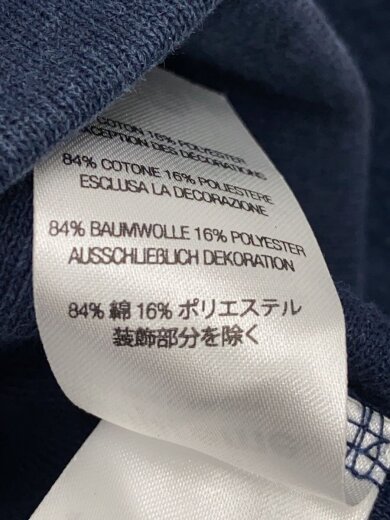 COTON 16% POLYESTER
DES DÉCORATIONS
84% COTONE 16% POLIESTERE
ESCLUSA LA DECORAZIONE
84% BAUMWOLLE 16% POLYESTER
AUSSCHLIEßLICH DEKORATION
84% 綿 16% ポリエステル
装飾部分を除く